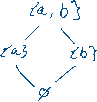 {a, b}
{a} {b}
∅